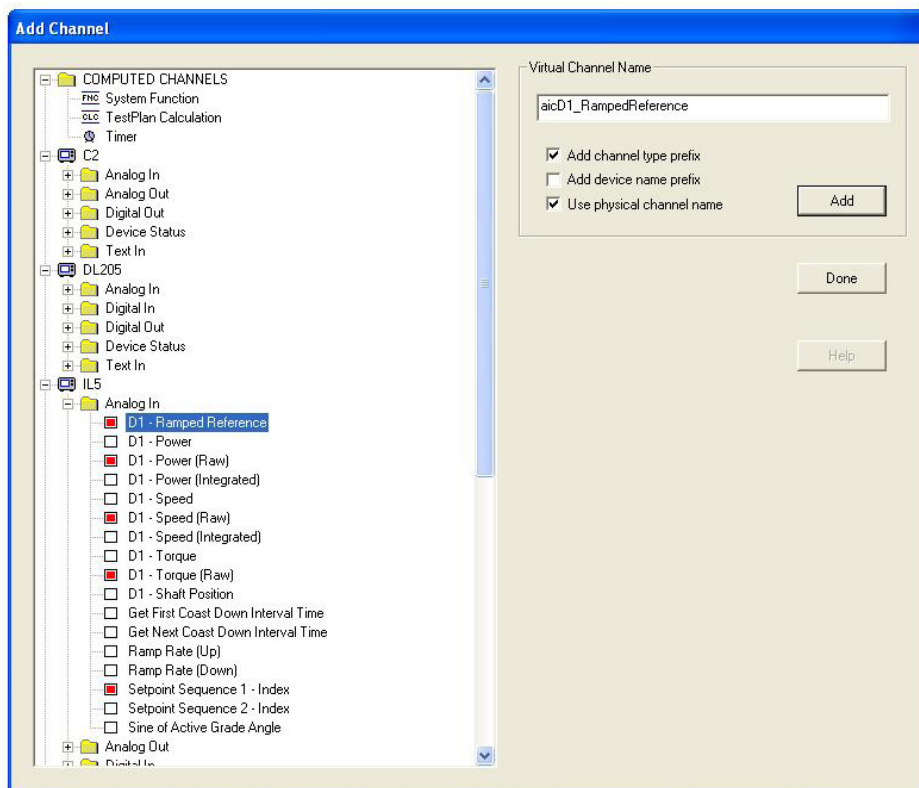 Add Channel
COMPUTED CHANNELS
FNC System Function
CLC TestPlan Calculation
Timer
C2
Analog In
Analog Out
Digital Out
Device Status
Text In
DL205
Analog In
Digital In
Digital Out
Device Status
Text In
IL5
Analog In
D1 - Ramped Reference
D1 - Power
D1 - Power (Raw)
D1 - Power (Integrated)
D1 - Speed
D1 - Speed (Raw)
D1 - Speed (Integrated)
D1 - Torque
D1 - Torque (Raw)
D1 - Shaft Position
Get First Coast Down Interval Time
Get Next Coast Down Interval Time
Ramp Rate (Up)
Ramp Rate (Down)
Setpoint Sequence 1 - Index
Setpoint Sequence 2 - Index
Sine of Active Grade Angle
Analog Out
Digital In
Virtual Channel Name
aicD1_RampedReference
Add channel type prefix
Add device name prefix
Use physical channel name
Add
Done
Help